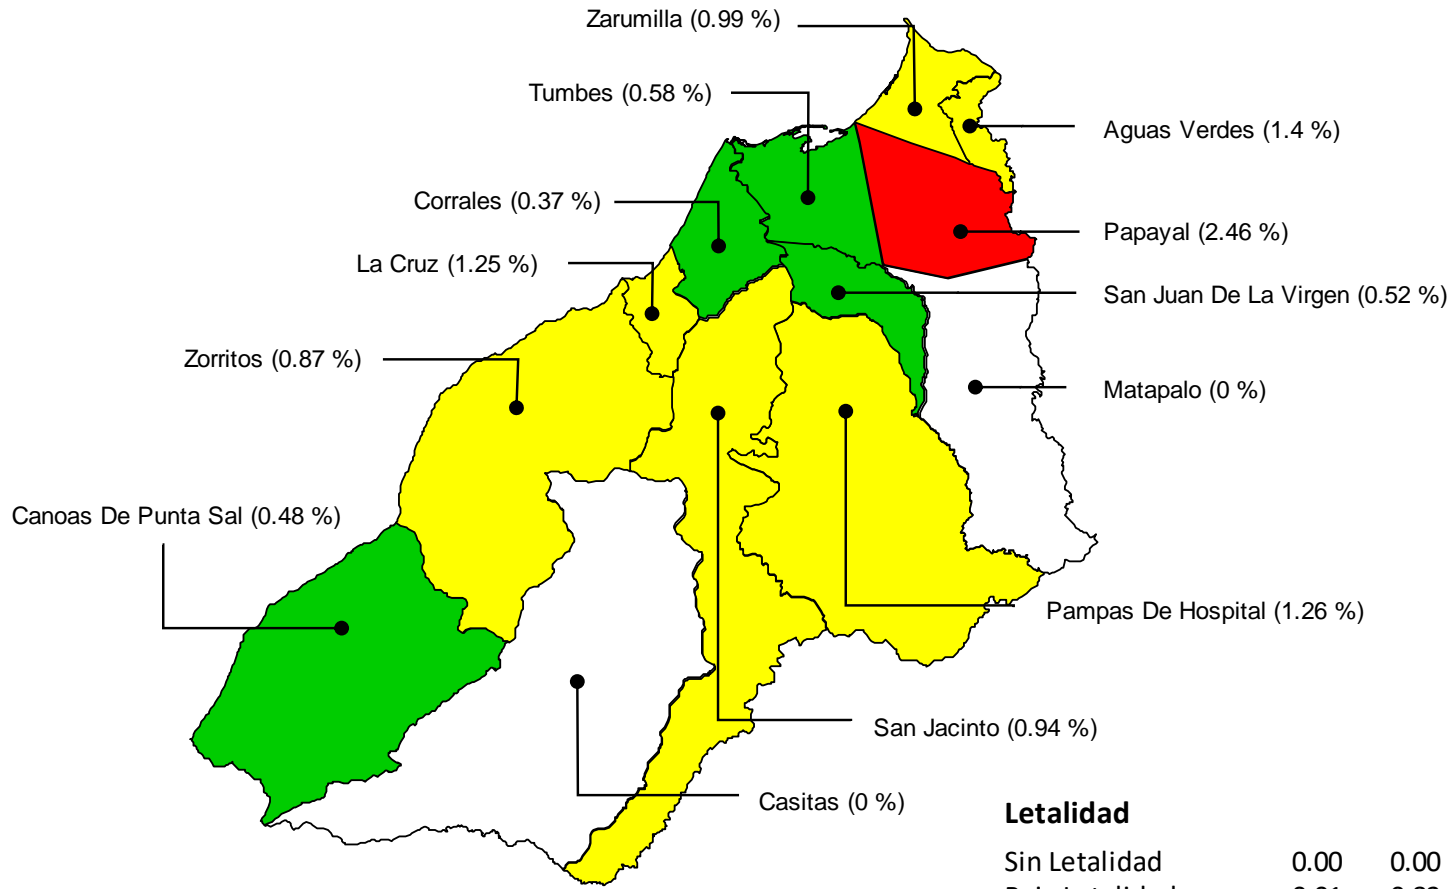 Zarumilla (0.99 %)
Tumbes (0.58 %)
Aguas Verdes (1.4 %)
Corrales (0.37 %)
Papayal (2.46 %)
La Cruz (1.25 %)
San Juan De La Virgen (0.52 %)
Zorritos (0.87 %)
Matapalo (0 %)
Canoas De Punta Sal (0.48 %)
Pampas De Hospital (1.26 %)
San Jacinto (0.94 %)
Casitas (0 %)
Letalidad
Sin Letalidad 0.00 0.00